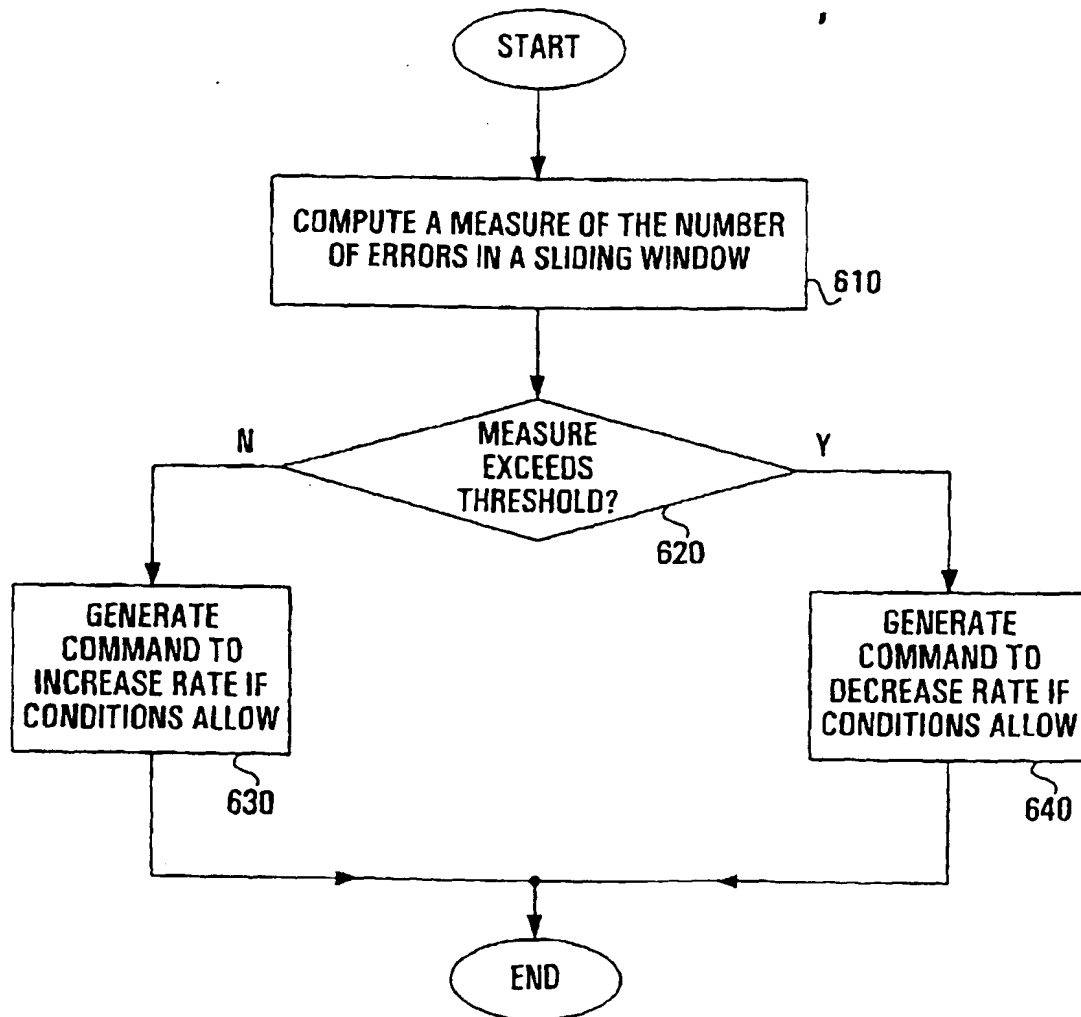 START
COMPUTE A MEASURE OF THE NUMBER
OF ERRORS IN A SLIDING WINDOW
610
N
MEASURE
EXCEEDS
THRESHOLD?
Y
620
GENERATE
COMMAND TO
INCREASE RATE IF
CONDITIONS ALLOW
630
GENERATE
COMMAND TO
DECREASE RATE IF
CONDITIONS ALLOW
640
END